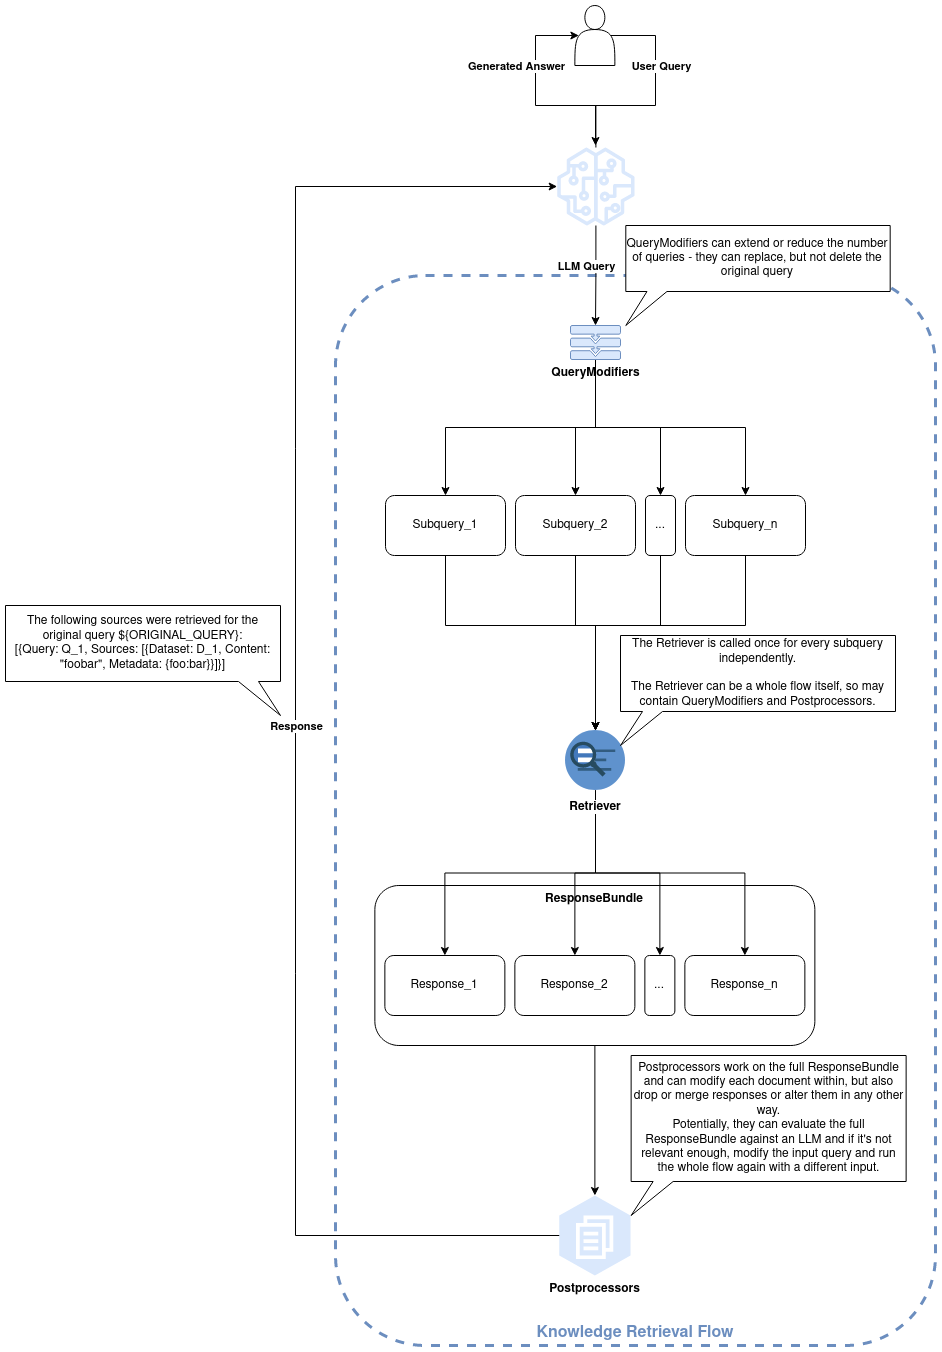 Generated Answer
User Query
LLM Query
QueryModifiers can extend or reduce the number
of queries - they can replace, but not delete the
original query
QueryModifiers
Subquery_1
Subquery_2
...
Subquery_n
The following sources were retrieved for the
original query ${ORIGINAL_QUERY}:
[{Query: Q_1, Sources: [{Dataset: D_1, Content:
"foobar", Metadata: {foo:bar}}]}]
Response
The Retriever is called once for every subquery
independently.
The Retriever can be a whole flow itself, so may
contain QueryModifiers and Postprocessors.
Retriever
ResponseBundle
Response_1
Response_2
...
Response_n
Postprocessors work on the full ResponseBundle
and can modify each document within, but also
drop or merge responses or alter them in any other
way.
Potentially, they can evaluate the full
ResponseBundle against an LLM and if it's not
relevant enough, modify the input query and run
the whole flow again with a different input.
Postprocessors
Knowledge Retrieval Flow